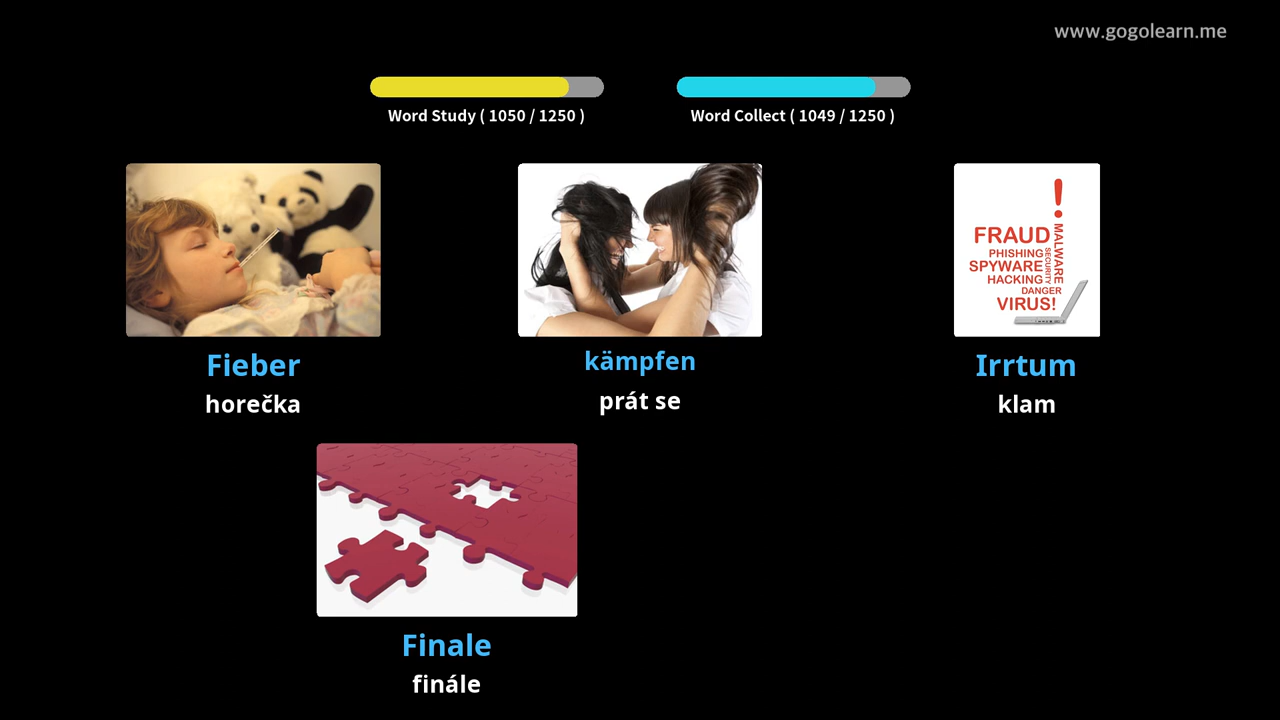 www.gogolearn.me
Word Study ( 1050 / 1250 )
Word Collect ( 1049 / 1250 )
!
FRAUD
PHISHING
SPYWARE
HACKING
DANGER
VIRUS!
MALWARE
SECURITY
Fieber
horečka
kämpfen
prát se
Irrtum
klam
Finale
finále